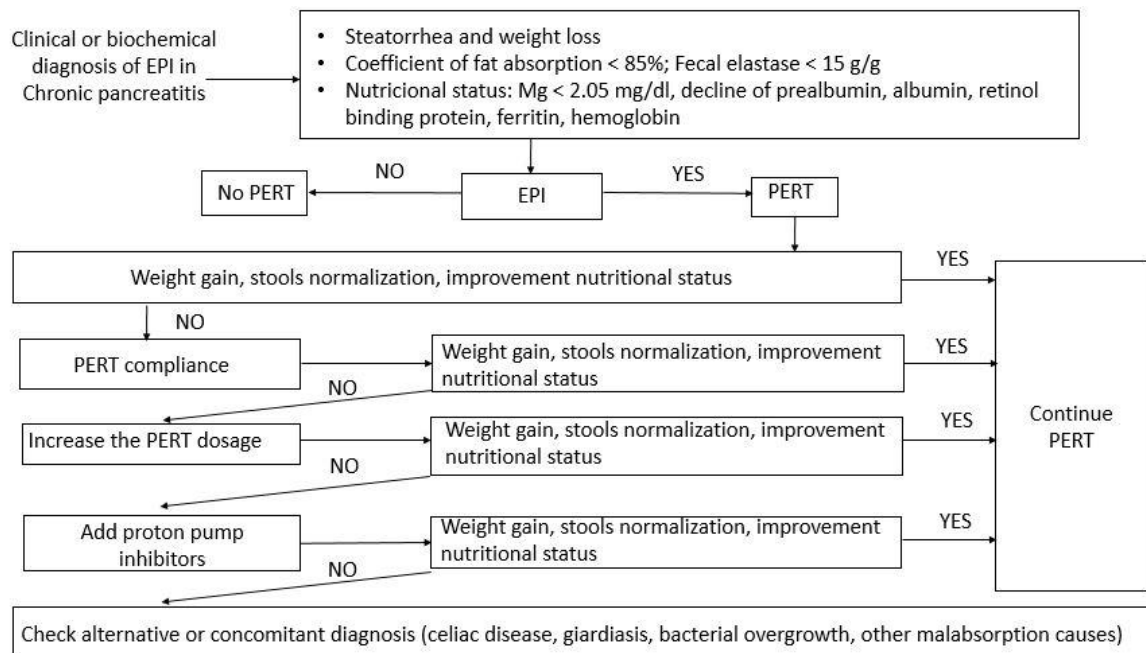 Clinical or biochemical
diagnosis of EPI in
Chronic pancreatitis
• Steatorrhea and weight loss
• Coefficient of fat absorption < 85%; Fecal elastase < 15 g/g
• Nutricional status: Mg < 2.05 mg/dl, decline of prealbumin, albumin, retinol
binding protein, ferritin, hemoglobin
NO
YES
No PERT
EPI
PERT
Weight gain, stools normalization, improvement nutritional status
YES
NO
PERT compliance
Weight gain, stools normalization, improvement
nutritional status
YES
NO
Increase the PERT dosage
Weight gain, stools normalization, improvement
nutritional status
YES
Continue
PERT
NO
Add proton pump
inhibitors
Weight gain, stools normalization, improvement
nutritional status
YES
NO
Check alternative or concomitant diagnosis (celiac disease, giardiasis, bacterial overgrowth, other malabsorption causes)